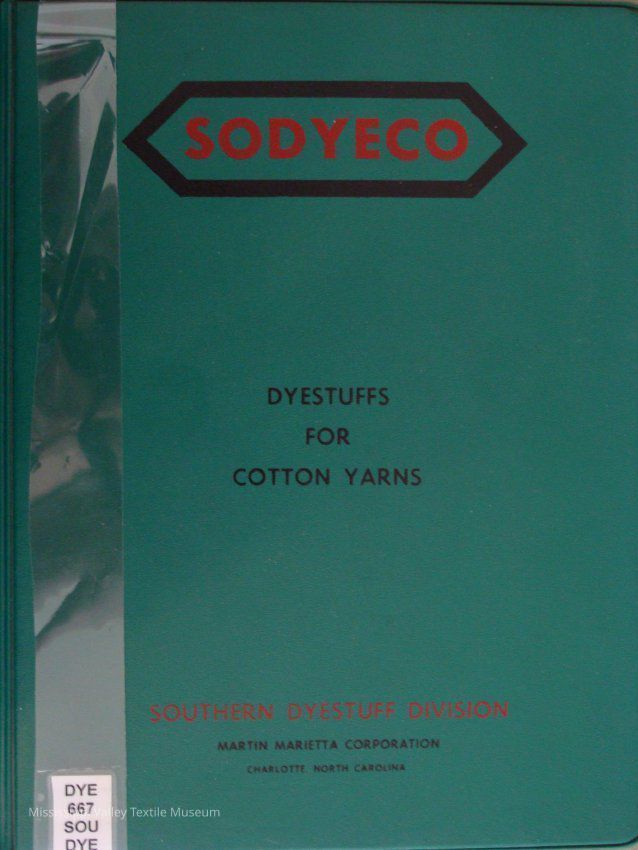 SODYECO
DYESTUFFS
FOR
COTTON YARNS
SOUTHERN DYESTUFF DIVISION
MARTIN MARIETTA CORPORATION
CHARLOTTE, NORTH CAROLINA
DYE
667
SOU
DYE
Valley Textile Museum